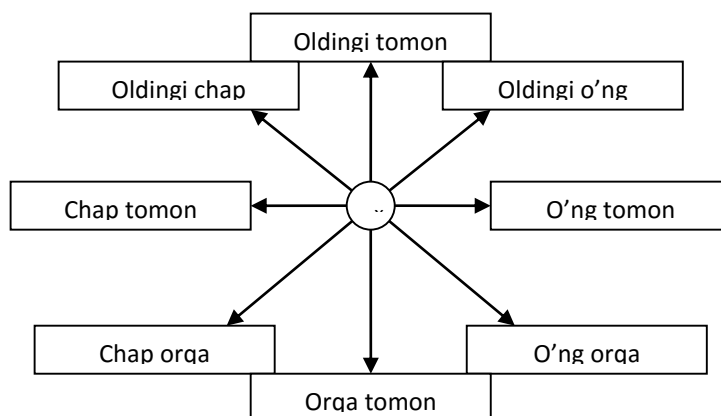 Oldingi tomon
Oldingi chap
Oldingi o’ng
Chap tomon
O’ng tomon
Chap orqa
O’ng orqa
Orqa tomon